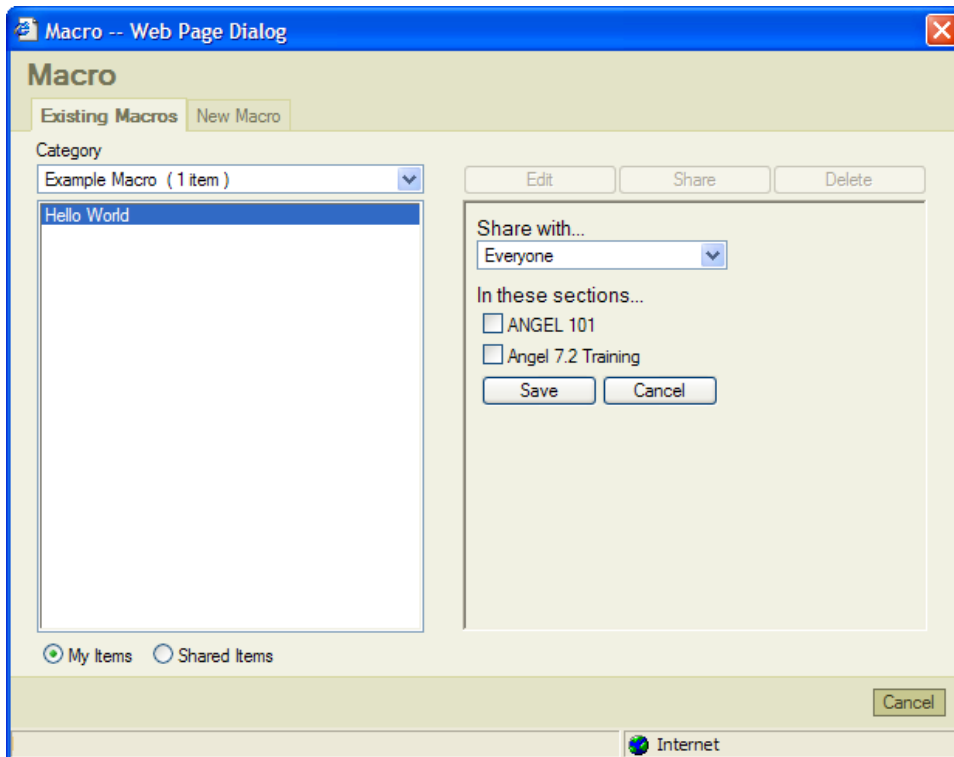 Macro -- Web Page Dialog
Macro
Existing Macros New Macro
Category
Example Macro ( 1 item )
Edit Share Delete
Hello World
Share with...
Everyone
In these sections...
ANGEL 101
Angel 7.2 Training
Save Cancel
My Items Shared Items
Cancel
Internet